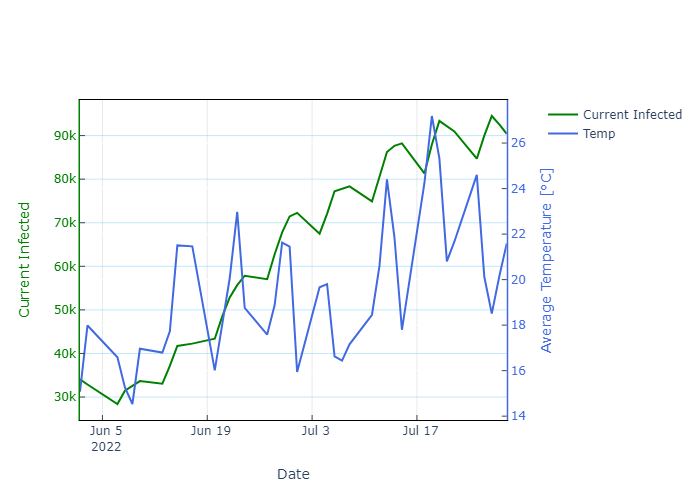 Current Infected
Temp
90k
80k
70k
60k
50k
40k
30k
26
24
22
20
18
16
14
Current Infected
Average Temperature [°C]
Jun 5
2022
Jun 19
Jul 3
Jul 17
Date